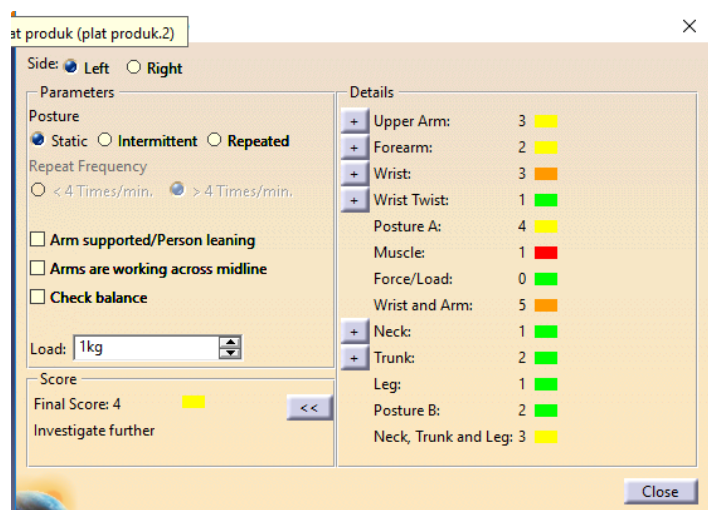 at produk (plat produk.2)
Side: Left Right
Parameters
Posture
Static Intermittent Repeated
Repeat Frequency
< 4 Times/min. > 4 Times/min.
Arm supported/Person leaning
Arms are working across midline
Check balance
Load: 1kg
Score
Final Score: 4
<<
Investigate further
Details
+ Upper Arm: 3
+ Forearm: 2
+ Wrist: 3
+ Wrist Twist: 1
Posture A: 4
Muscle: 1
Force/Load: 0
Wrist and Arm: 5
+ Neck: 1
+ Trunk: 2
Leg: 1
Posture B: 2
Neck, Trunk and Leg: 3
Close